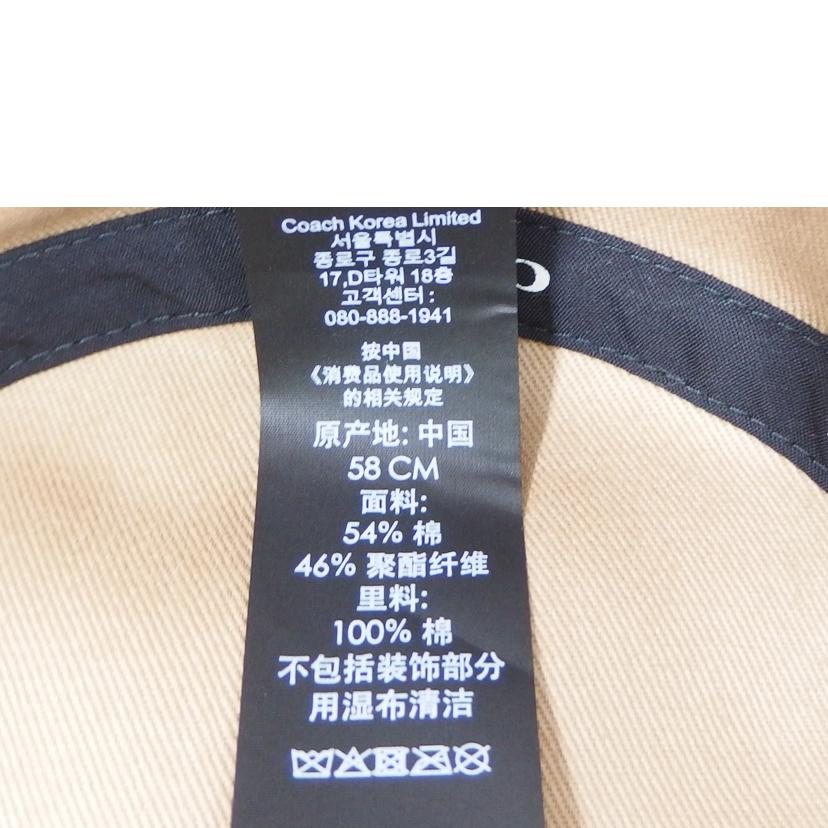 Coach Korea Limited
서울특별시
종로구 종로3길
17,D타워 18층
고객센터 :
080-888-1941
按中国
《消费品使用说明》
的相关规定
原产地: 中国
58 CM
面料:
54% 棉
46% 聚酯纤维
里料:
100% 棉
不包括装饰部分
用湿布清洁